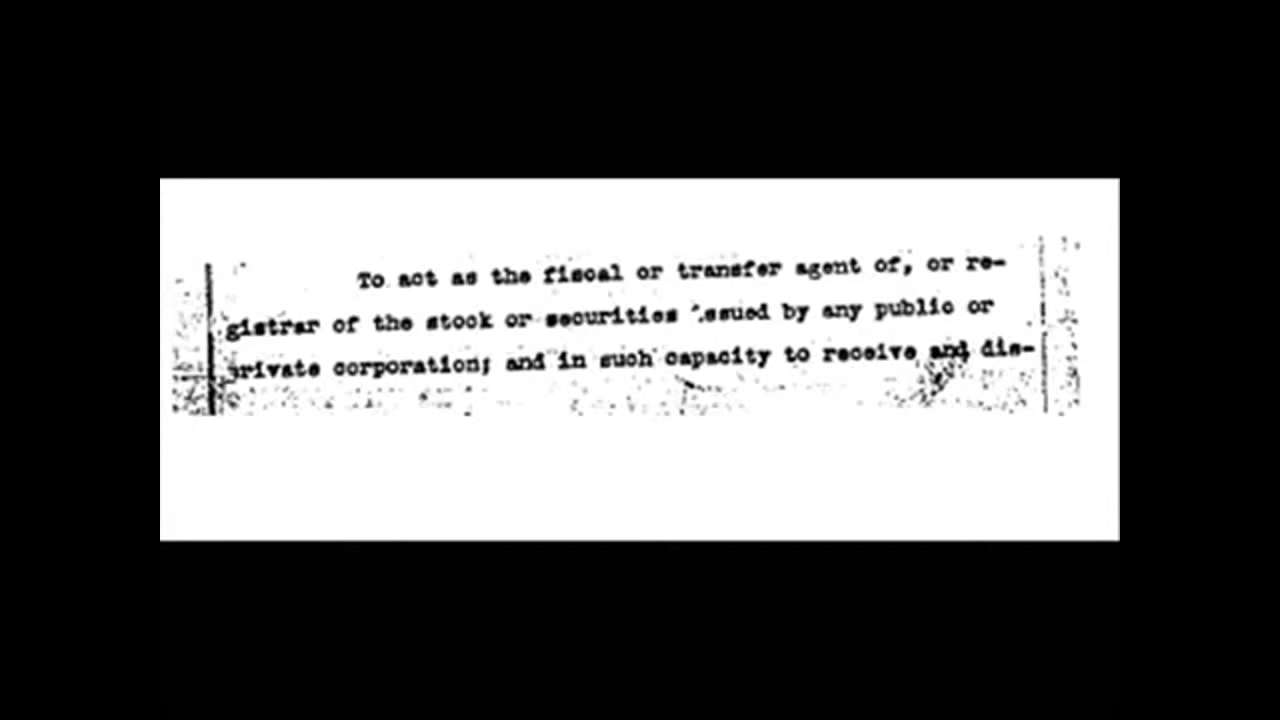 To act as the fiscal or transfer agent of, or re-
gistrar of the stock or securities issued by any public or
private corporation; and in such capacity to receive and dis-